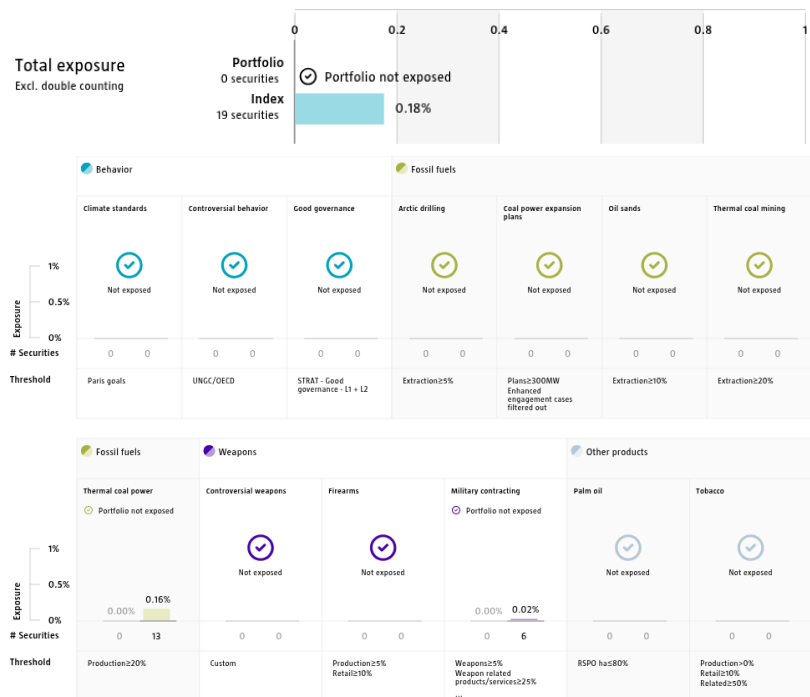 0 0.2 0.4 0.6 0.8 1
Total exposure
Excl. double counting
Portfolio
0 securities
Portfolio not exposed
Index
19 securities
0.18%
Behavior
Fossil fuels
Climate standards
Controversial behavior
Good governance
Arctic drilling
Coal power expansion
plans
Oil sands
Thermal coal mining
Not exposed
Not exposed
Not exposed
Not exposed
Not exposed
Not exposed
Not exposed
Exposure
1%
0.5%
0%
# Securities
0 0
0 0
0 0
0 0
0 0
0 0
0 0
Threshold
Paris goals
UNGC/OECD
STRAT - Good
governance - L1 + L2
Extraction≥5%
Plans≥300MW
Enhanced
engagement cases
filtered out
Extraction≥10%
Extraction≥20%
Fossil fuels
Weapons
Other products
Thermal coal power
Portfolio not exposed
Controversial weapons
Firearms
Military contracting
Portfolio not exposed
Palm oil
Tobacco
Not exposed
Not exposed
Not exposed
Not exposed
Exposure
1%
0.5%
0%
0.00% 0.16%
0.00% 0.02%
# Securities
0 13
0 0
0 0
0 6
0 0
0 0
Threshold
Production≥20%
Custom
Production≥5%
Retail≥10%
Weapons≥5%
Weapon related
products/services≥25%
RSPO ha≤80%
Production>0%
Retail≥10%
Related≥50%